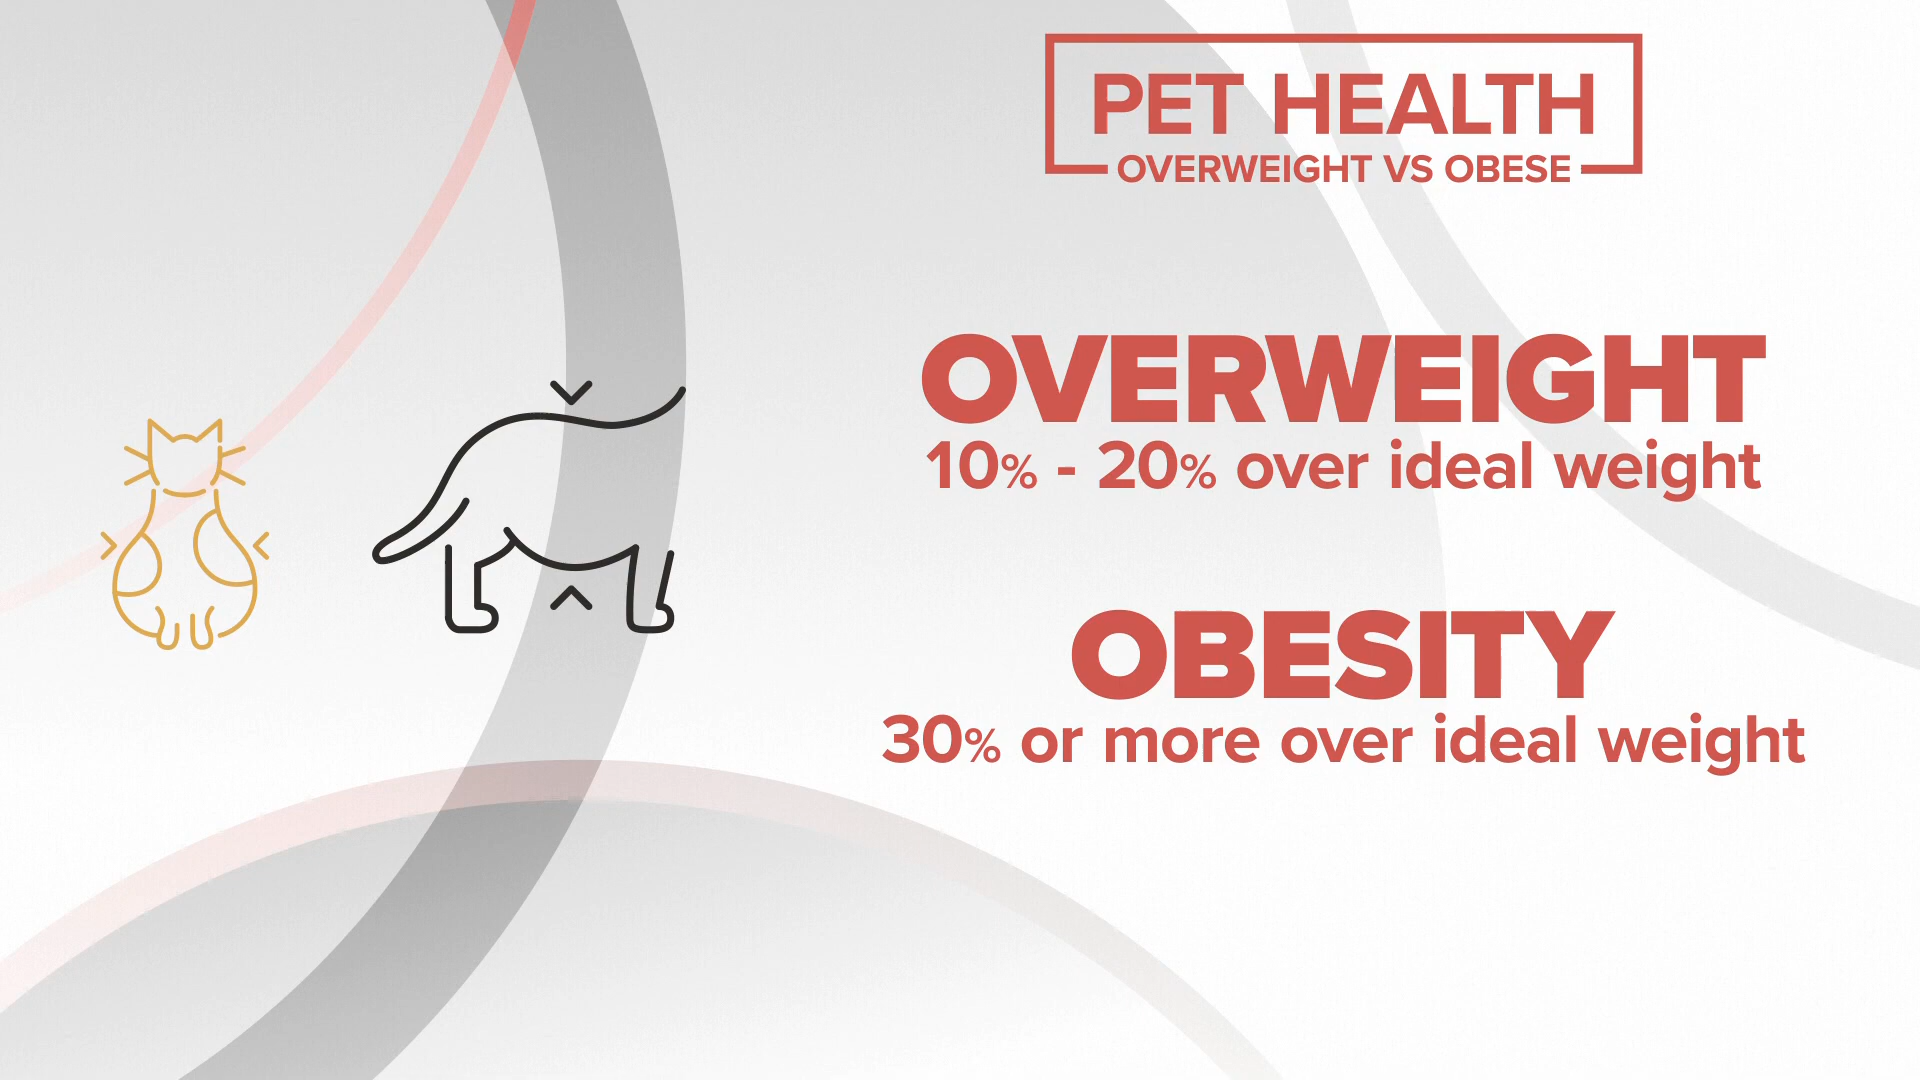 PET HEALTH
OVERWEIGHT VS OBESE
OVERWEIGHT
10% - 20% over ideal weight
OBESITY
30% or more over ideal weight